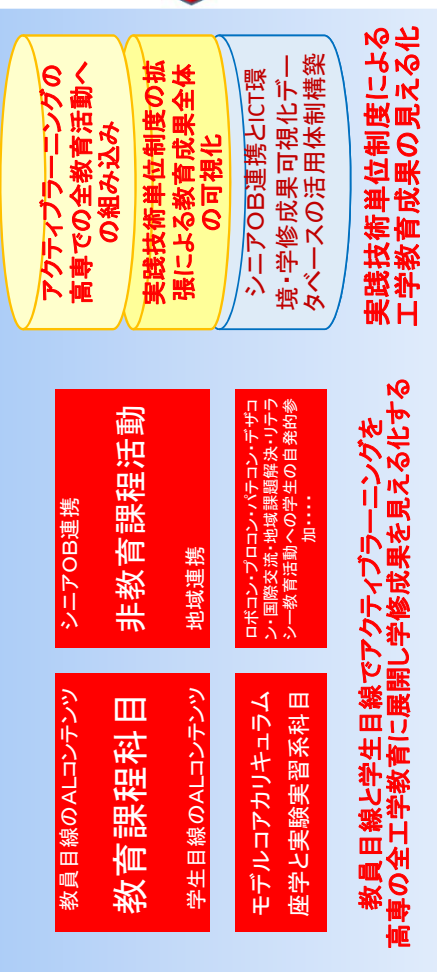 教員目線のALコンテンツ
教育課程科目
学生目線のALコンテンツ
モデルコアカリキュラム
座学と実験実習系科目
シニアOB連携
非教育課程活動
地域連携
ロボコン・プロコン・パテコン・デザコ
ン・国際交流・地域課題解決・リテラ
シー教育活動への学生の自発的参
加・・・・
教員目線と学生目線でアクティブラーニングを
高専の全工学教育に展開し学修成果を見える化する
アクティブラーニングの
高専での全教育活動へ
の組み込み
実践技術単位制度の拡
張による教育成果全体
の可視化
シニアOB連携とICT環
境・学修成果可視化デー
タベースの活用体制構築
実践技術単位制度による
工学教育成果の見える化